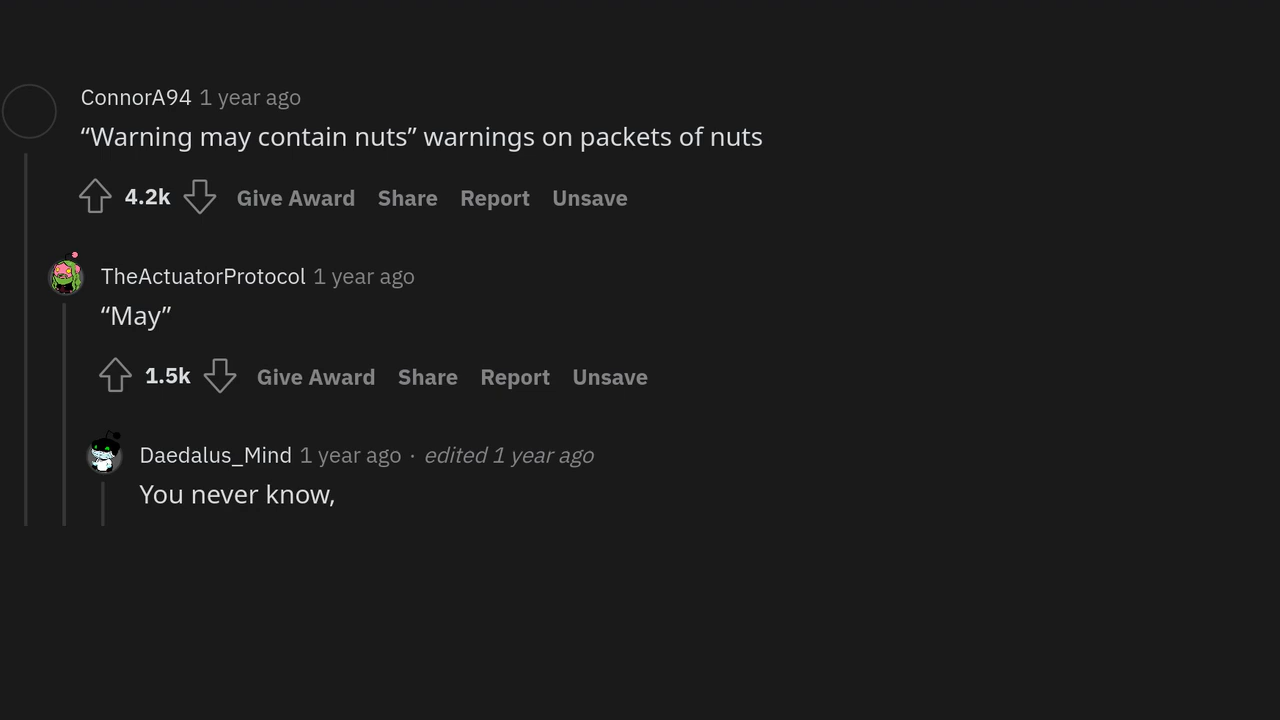 ConnorA94 1 year ago
“Warning may contain nuts” warnings on packets of nuts
4.2k Give Award Share Report Unsave
TheActuatorProtocol 1 year ago
“May”
1.5k Give Award Share Report Unsave
Daedalus_Mind 1 year ago · edited 1 year ago
You never know,